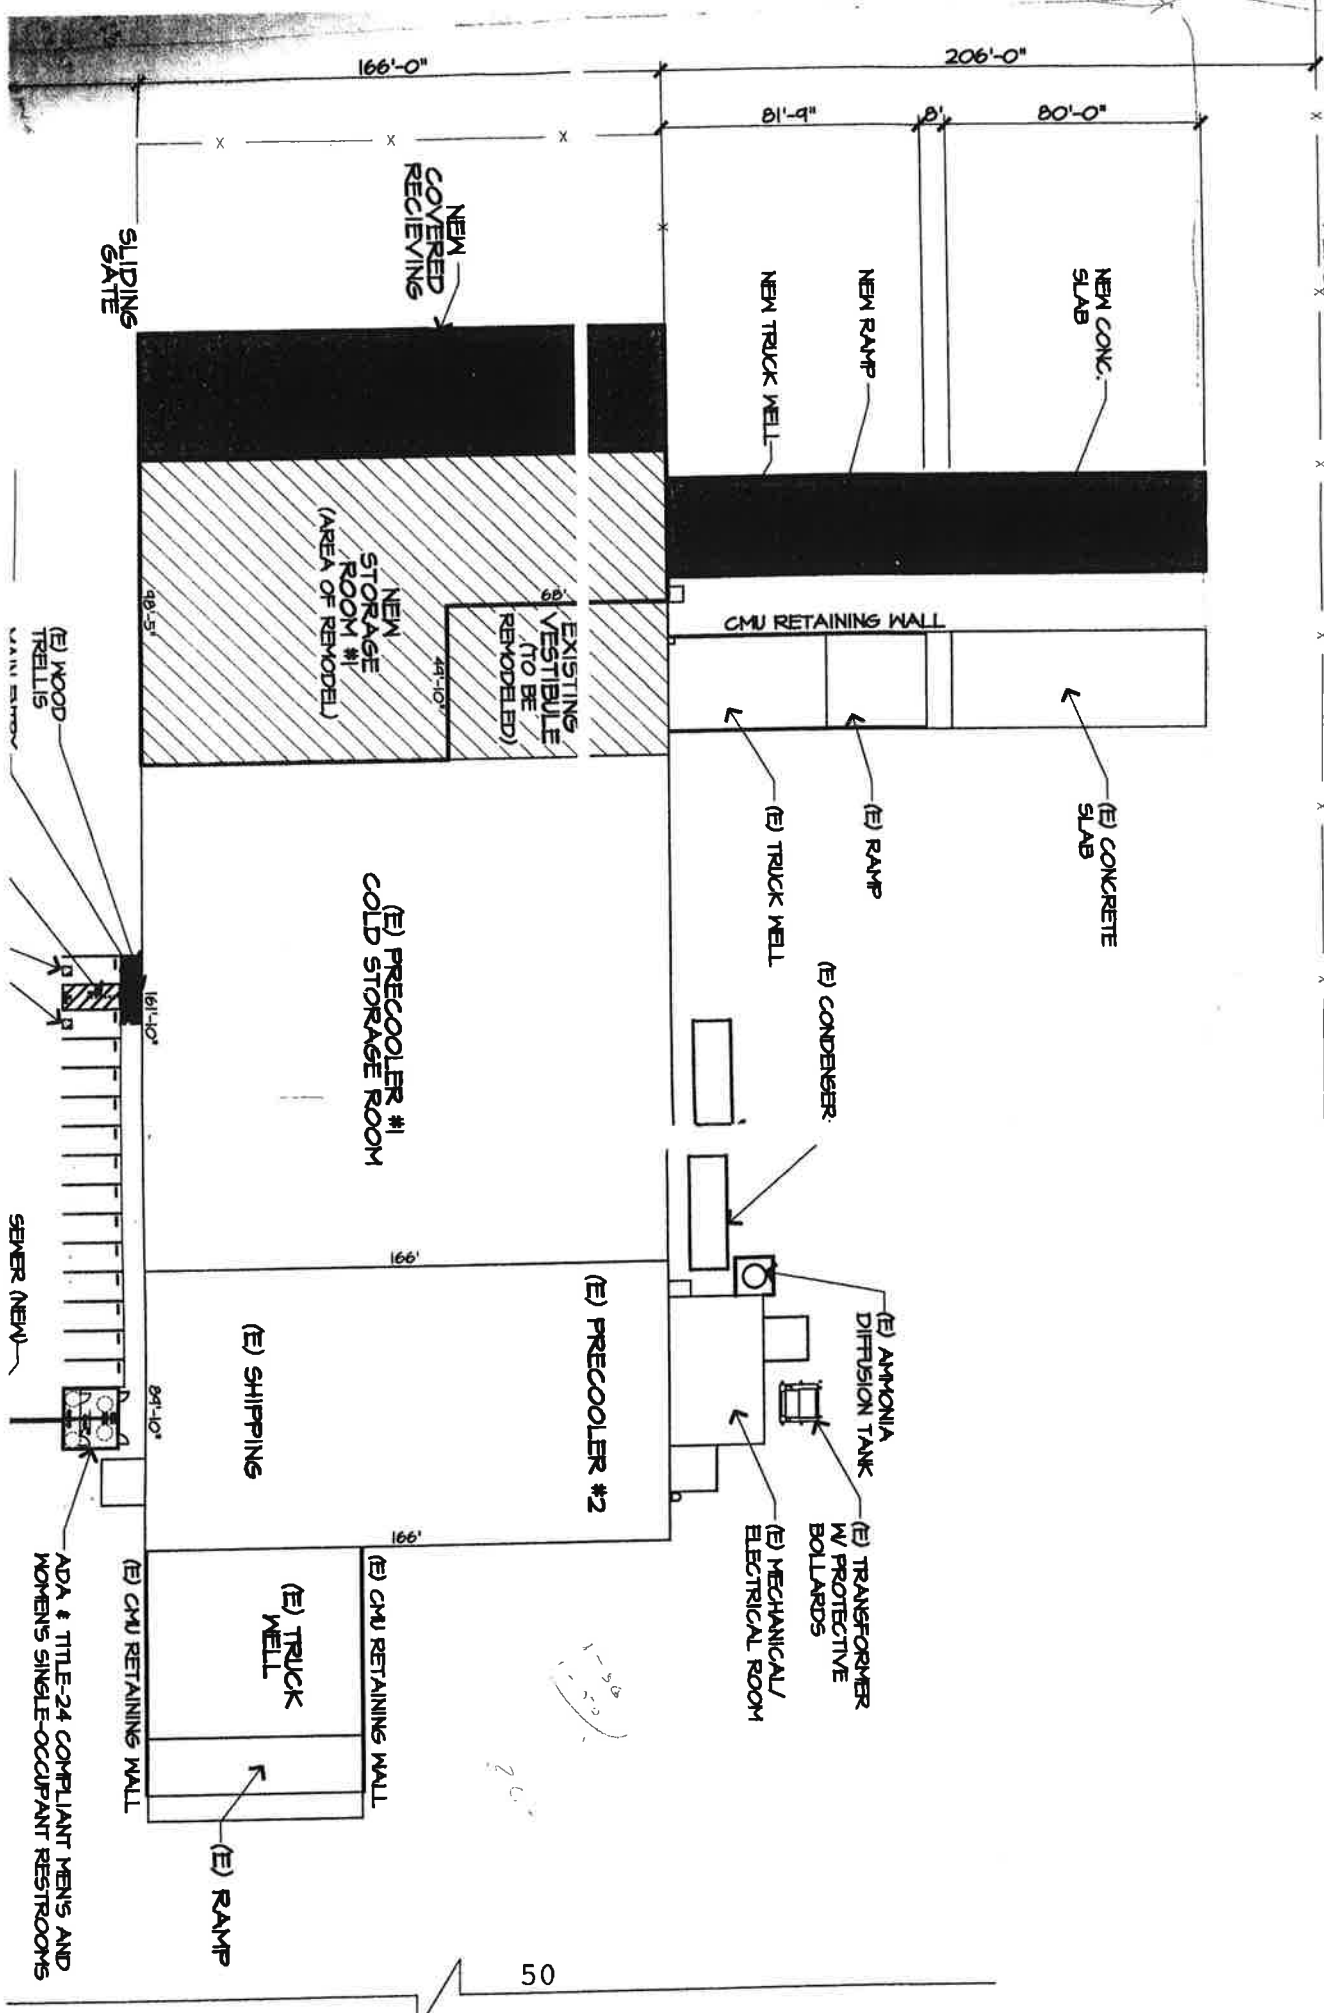 166'-0"
206'-0"
81'-9"
8'
80'-0"
X
X
X
X
X
X
X
X
X
X
NEW
COVERED
RECIEVING
SLIDING
GATE
NEW CONC.
SLAB
NEW RAMP
NEW TRUCK WELL
CMU RETAINING WALL
NEW
STORAGE
ROOM #1
(AREA OF REMODEL)
98'-5"
68'
49'-10"
EXISTING
VESTIBULE
(TO BE
REMODELED)
(E) CONCRETE
SLAB
(E) RAMP
(E) TRUCK WELL
(E) WOOD
TRELLIS
(E) PRECOOLER #1
COLD STORAGE ROOM
161'-10"
(E) CONDENSER
166'
(E) PRECOOLER #2
(E) SHIPPING
89'-10"
166'
(E) AMMONIA
DIFFUSION TANK
(E) TRANSFORMER
W/ PROTECTIVE
BOLLARDS
(E) MECHANICAL/
ELECTRICAL ROOM
SEWER (NEW)
(E) CMU RETAINING WALL
(E) TRUCK
WELL
(E) CMU RETAINING WALL
(E) RAMP
ADA & TITLE-24 COMPLIANT MEN'S AND
WOMEN'S SINGLE-OCCUPANT RESTROOMS
50